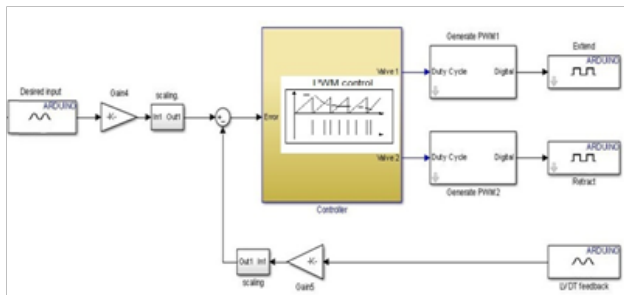 Generate PWM1
Extend
ARDUINO
Valve 1
Duty Cycle Digital
PWM control
Desired input
ARDUINO
Gain4
-K-
scaling.
In1 Out1
Error
Valve 2
Duty Cycle Digital
ARDUINO
Generate PWM2
Retract
Controller
Out1 In1
scaling
-K-
Gain5
ARDUINO
LVDT feedback